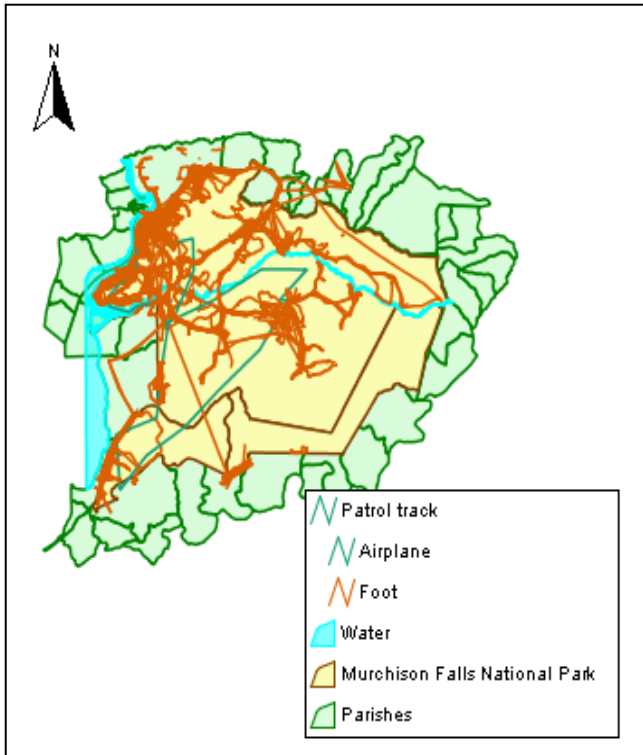 N
Patrol track
Airplane
Foot
Water
Murchison Falls National Park
Parishes